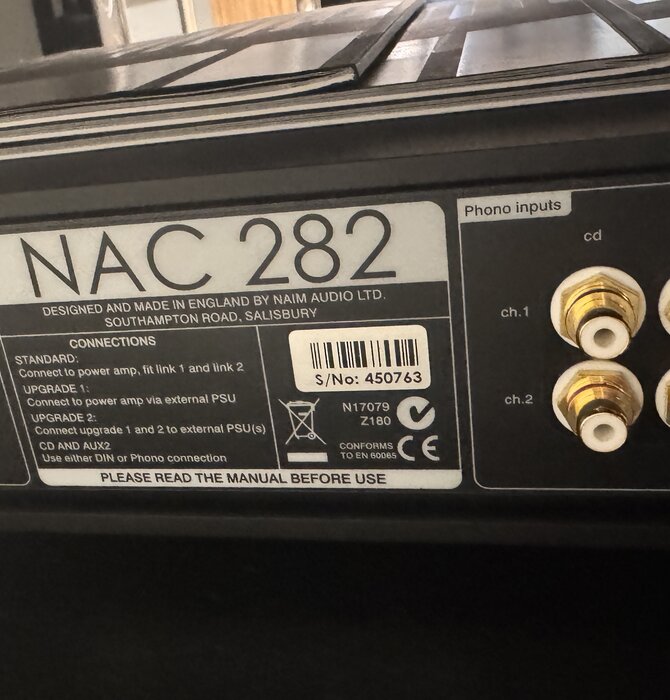 NAC 282
DESIGNED AND MADE IN ENGLAND BY NAIM AUDIO LTD.
SOUTHAMPTON ROAD, SALISBURY
CONNECTIONS
STANDARD:
Connect to power amp, fit link 1 and link 2
UPGRADE 1:
Connect to power amp via external PSU
UPGRADE 2:
Connect upgrade 1 and 2 to external PSU(s)
CD AND AUX2
Use either DIN or Phono connection
S/No: 450763
N17079
Z180
CONFORMS
TO EN 60065
CE
PLEASE READ THE MANUAL BEFORE USE
Phono inputs
cd
ch.1
ch.2